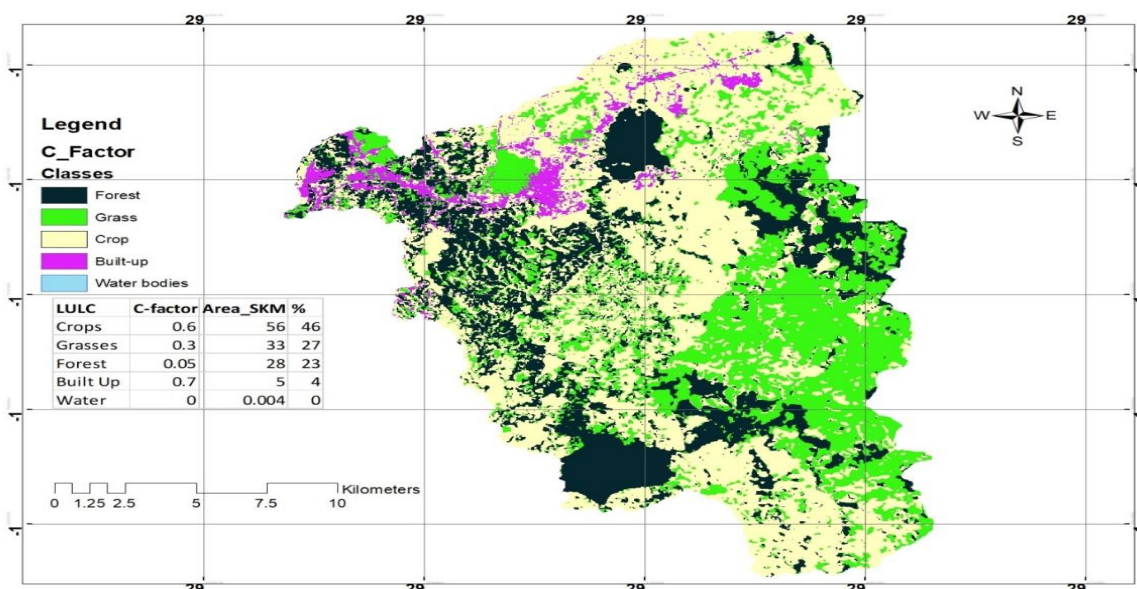 29 29 29 29 29
N
W E
S
Legend
C_Factor
Classes
Forest
Grass
Crop
Built-up
Water bodies
LULC C-factor Area_SKM %
Crops 0.6 56 46
Grasses 0.3 33 27
Forest 0.05 28 23
Built Up 0.7 5 4
Water 0 0.004 0
Kilometers
0 1.25 2.5 5 7.5 10
29 29 29 29 29